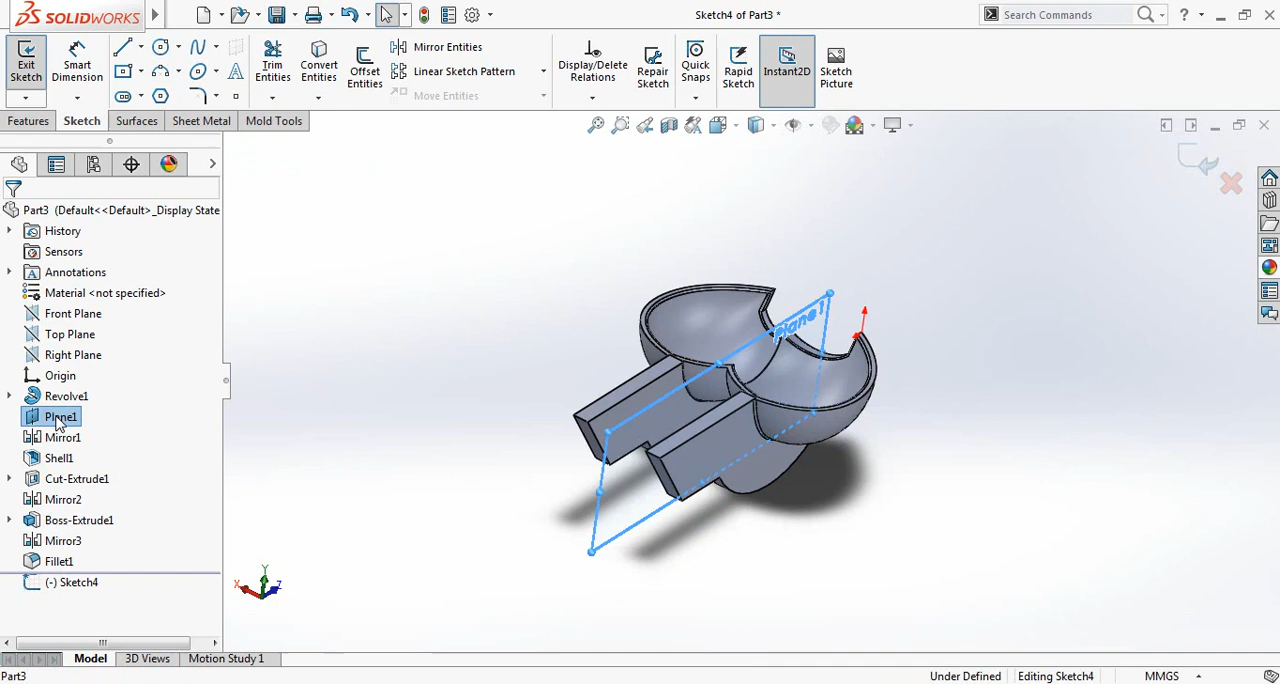 SOLIDWORKS
Sketch4 of Part3 *
Search Commands
Exit Sketch
Smart Dimension
Trim Entities
Convert Entities
Offset Entities
Mirror Entities
Linear Sketch Pattern
Move Entities
Display/Delete Relations
Repair Sketch
Quick Snaps
Rapid Sketch
Instant2D
Sketch Picture
Features
Sketch
Surfaces
Sheet Metal
Mold Tools
Part3 (Default<<Default>_Display State
History
Sensors
Annotations
Material <not specified>
Front Plane
Top Plane
Right Plane
Origin
Revolve1
Plane1
Mirror1
Shell1
Cut-Extrude1
Mirror2
Boss-Extrude1
Mirror3
Fillet1
(-) Sketch4
Plane1
Y
X
Z
Model
3D Views
Motion Study 1
Part3
Under Defined
Editing Sketch4
MMGS